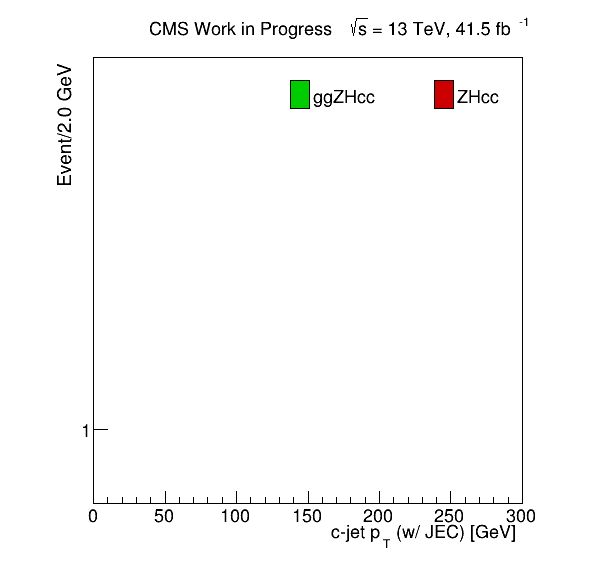 CMS Work in Progress √s = 13 TeV, 41.5 fb⁻¹
Event/2.0 GeV
ggZHcc ZHcc
1
0 50 100 150 200 250 300
c-jet p_T (w/ JEC) [GeV]